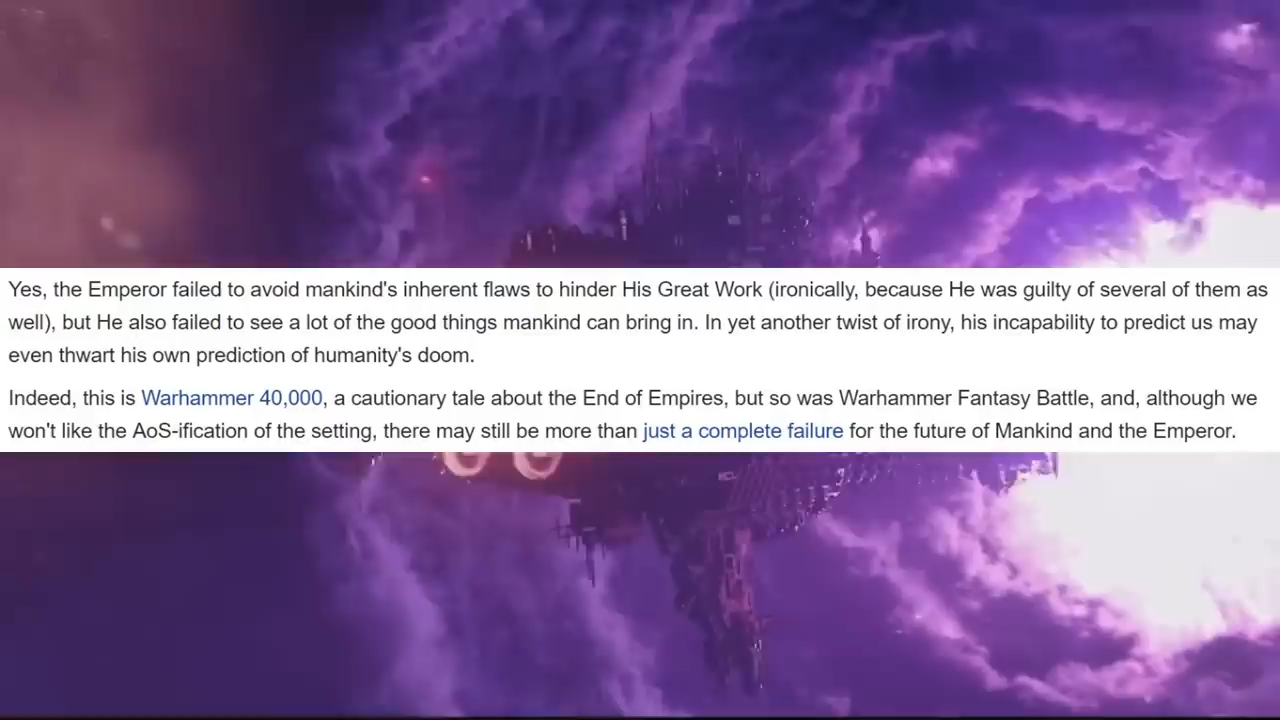 Yes, the Emperor failed to avoid mankind's inherent flaws to hinder His Great Work (ironically, because He was guilty of several of them as
well), but He also failed to see a lot of the good things mankind can bring in. In yet another twist of irony, his incapability to predict us may
even thwart his own prediction of humanity's doom.
Indeed, this is Warhammer 40,000, a cautionary tale about the End of Empires, but so was Warhammer Fantasy Battle, and, although we
won't like the AoS-ification of the setting, there may still be more than just a complete failure for the future of Mankind and the Emperor.